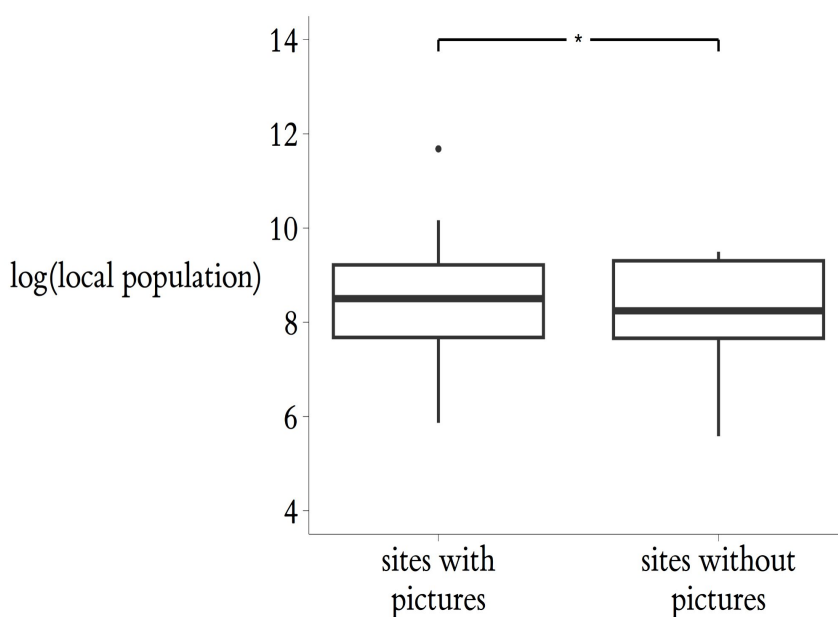 14
*
12
10
log(local population)
8
6
4
sites with
pictures
sites without
pictures